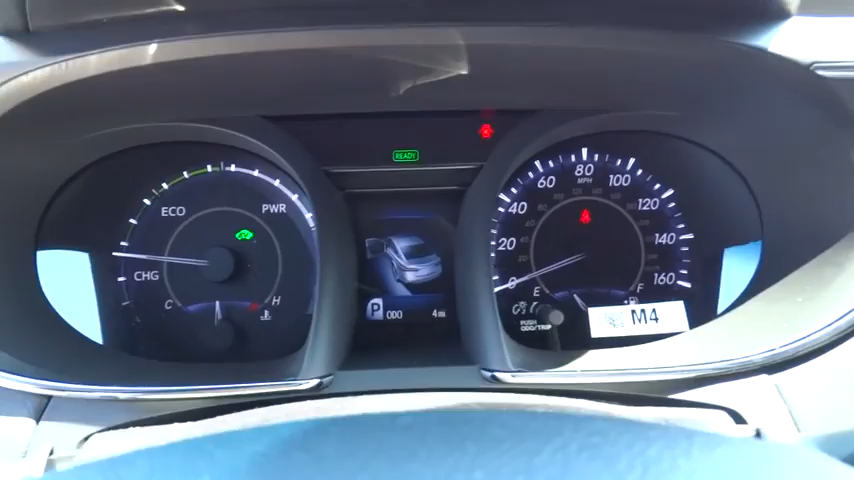 READY
ECO
PWR
CHG
C
H
P ODO 4 mi
MPH
0
20
40
60
80
100
120
140
160
E
F
PUSH
ODO/TRIP
M4